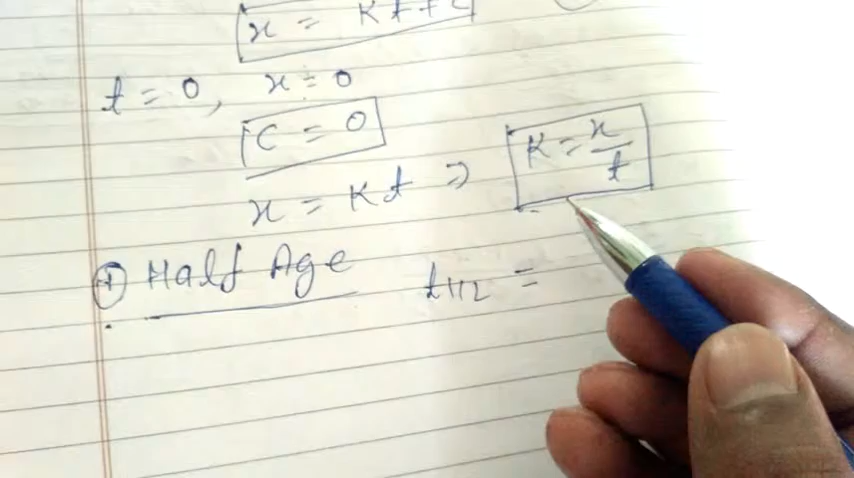 x = Kt + C
t = 0, x = 0
C = 0
x = Kt ⇒ K = x/t
① Half Age t1/2 =